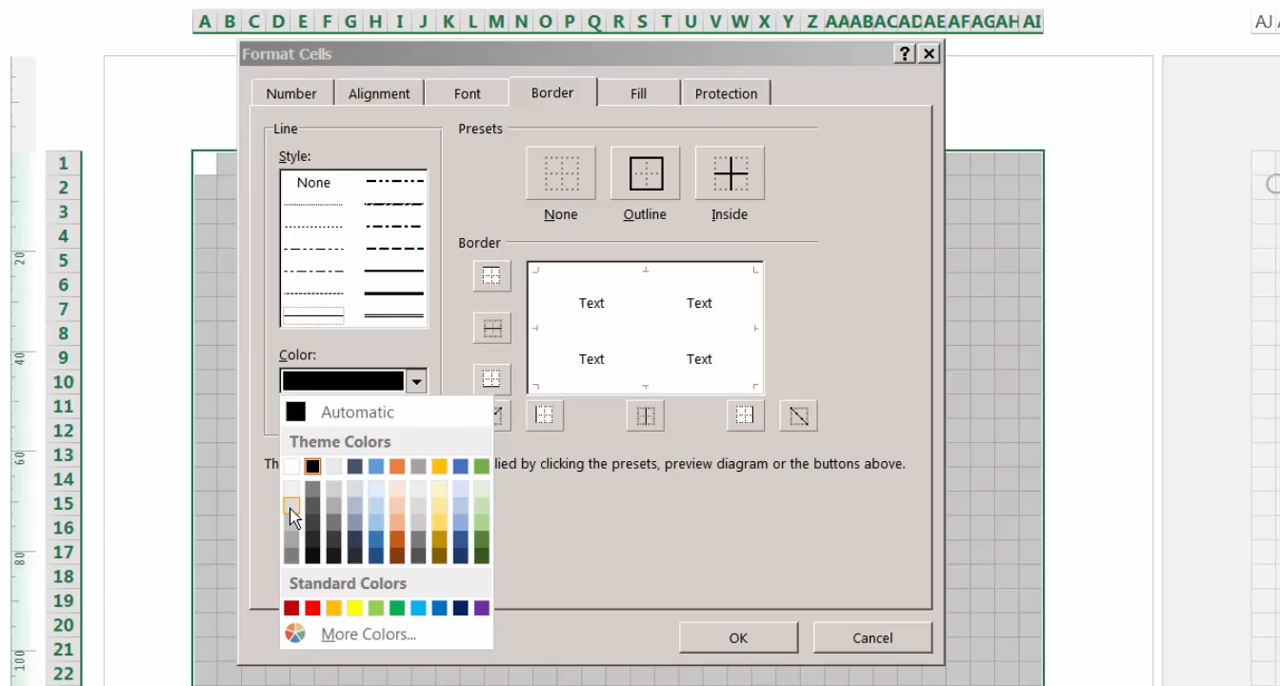 A B C D E F G H I J K L M N O P Q R S T U V W X Y Z AA AB AC AD AE AF AG AH AI AJ
Format Cells
Number Alignment Font Border Fill Protection
Line
Style:
None
Color:
Automatic
Theme Colors
Standard Colors
More Colors...
Presets
None Outline Inside
Border
Text Text
Text Text
Th lied by clicking the presets, preview diagram or the buttons above.
OK Cancel
1
2
3
4
5
6
7
8
9
10
11
12
13
14
15
16
17
18
19
20
21
22
20
40
60
80
100